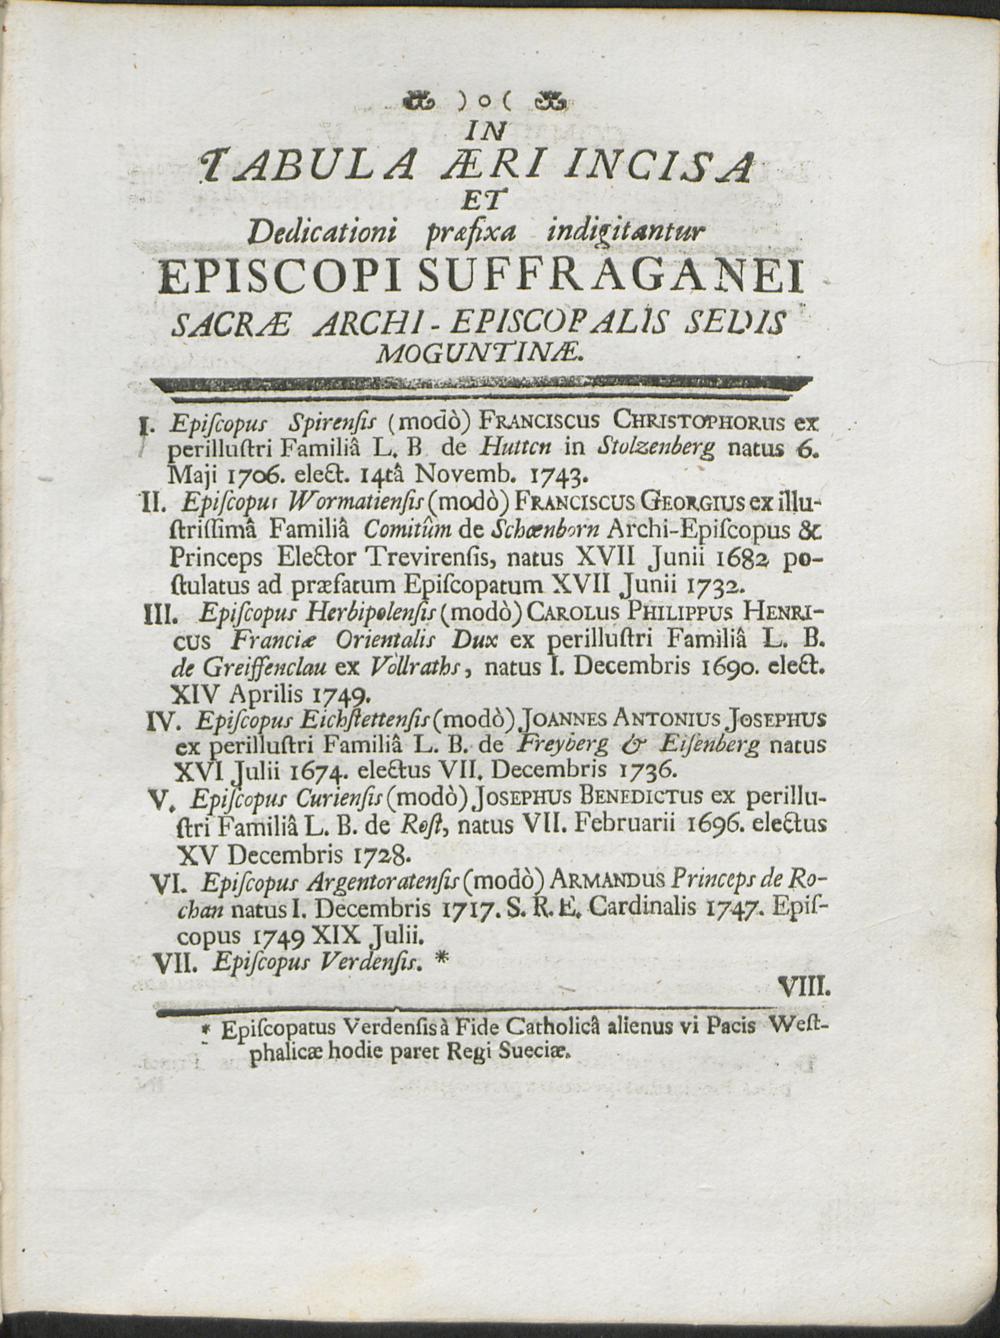 )o(
IN
TABULA ÆRI INCISA
ET
Dedicationi præfixa indigitantur
EPISCOPI SUFFRAGANEI
SACRÆ ARCHI-EPISCOPALIS SEDIS
MOGUNTINÆ.
I. Epiſcopus Spirenſis (modò) FRANCISCUS CHRISTOPHORUS ex
perilluſtri Familiâ L. B de Hutten in Stolzenberg natus 6.
Maji 1706. elect. 14tâ Novemb. 1743.
II. Epiſcopus Wormatienſis (modò) FRANCISCUS GEORGIUS ex illu-
ſtriſſimâ Familiâ Comitûm de Schœnborn Archi-Epiſcopus &
Princeps Elector Trevirenſis, natus XVII Junii 1682 po-
ſtulatus ad præfatum Epiſcopatum XVII Junii 1732.
III. Epiſcopus Herbipolenſis (modò) CAROLUS PHILIPPUS HENRI-
CUS Franciæ Orientalis Dux ex perilluſtri Familiâ L. B.
de Greiffenclau ex Vollraths, natus I. Decembris 1690. elect.
XIV Aprilis 1749.
IV. Epiſcopus Eichſtettenſis (modò) JOANNES ANTONIUS JOSEPHUS
ex perilluſtri Familiâ L. B. de Freyberg & Eiſenberg natus
XVI Julii 1674. electus VII. Decembris 1736.
V. Epiſcopus Curienſis (modò) JOSEPHUS BENEDICTUS ex perillu-
ſtri Familiâ L. B. de Roſt, natus VII. Februarii 1696. electus
XV Decembris 1728.
VI. Epiſcopus Argentoratenſis (modò) ARMANDUS Princeps de Ro-
chan natus I. Decembris 1717. S. R. E. Cardinalis 1747. Epiſ-
copus 1749 XIX Julii.
VII. Epiſcopus Verdenſis. *
VIII.
* Epiſcopatus Verdenſis à Fide Catholicâ alienus vi Pacis Weſt-
phalicæ hodie paret Regi Sueciæ.